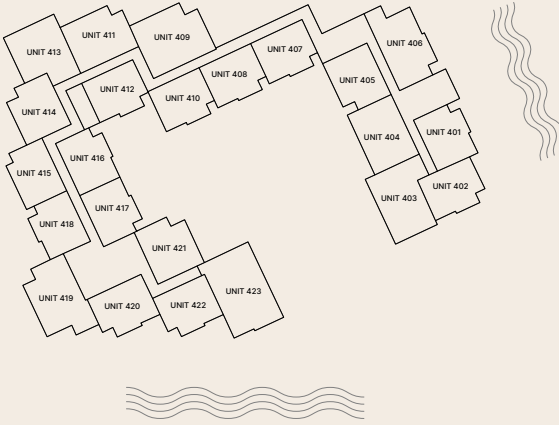 UNIT 411
UNIT 409
UNIT 413
UNIT 406
UNIT 407
UNIT 408
UNIT 405
UNIT 412
UNIT 410
UNIT 414
UNIT 401
UNIT 404
UNIT 416
UNIT 415
UNIT 402
UNIT 403
UNIT 417
UNIT 418
UNIT 421
UNIT 423
UNIT 419
UNIT 420
UNIT 422